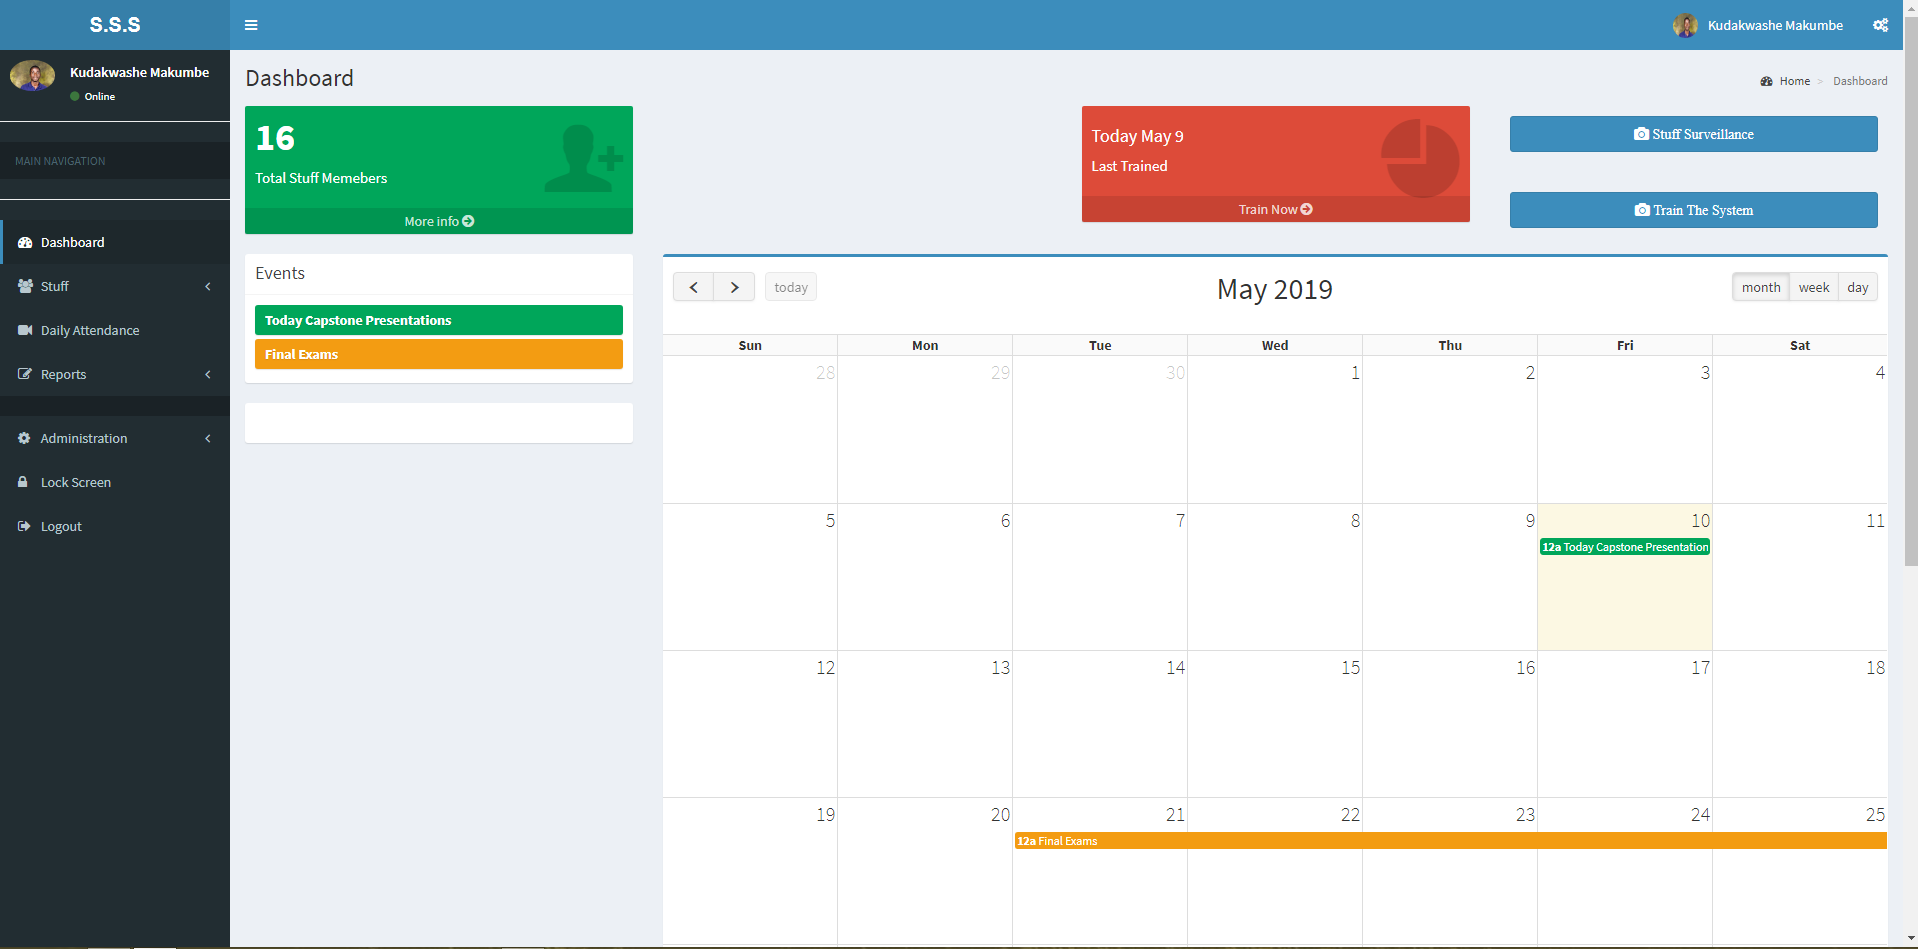 S.S.S
Kudakwashe Makumbe
Kudakwashe Makumbe
Online
MAIN NAVIGATION
Dashboard
Stuff
Daily Attendance
Reports
Administration
Lock Screen
Logout
Dashboard
Home > Dashboard
16
Total Stuff Memebers
More info
Today May 9
Last Trained
Train Now
Stuff Surveillance
Train The System
Events
Today Capstone Presentations
Final Exams
today
May 2019
month week day
Sun Mon Tue Wed Thu Fri Sat
28 29 30 1 2 3 4
5 6 7 8 9 10 11
12a Today Capstone Presentation
12 13 14 15 16 17 18
19 20 21 22 23 24 25
12a Final Exams